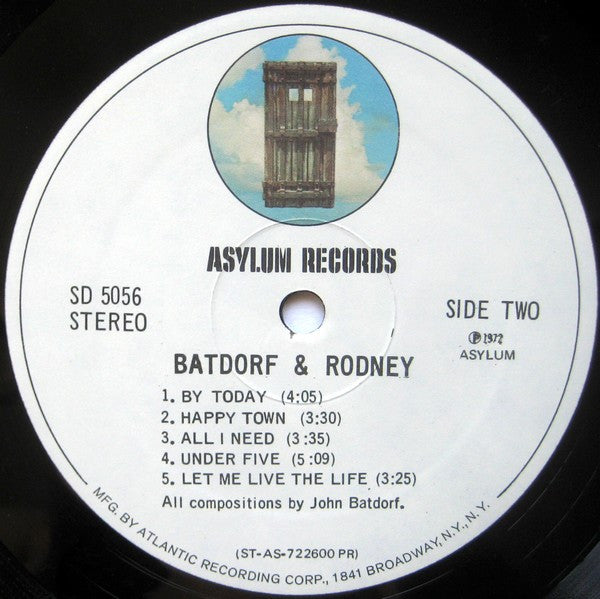 ASYLUM RECORDS
SD 5056
STEREO
SIDE TWO
Ⓟ 1972
ASYLUM
BATDORF & RODNEY
1. BY TODAY (4:05)
2. HAPPY TOWN (3:30)
3. ALL I NEED (3:35)
4. UNDER FIVE (5:09)
5. LET ME LIVE THE LIFE (3:25)
All compositions by John Batdorf.
(ST-AS-722600 PR)
MFG. BY ATLANTIC RECORDING CORP., 1841 BROADWAY, N.Y., N.Y.